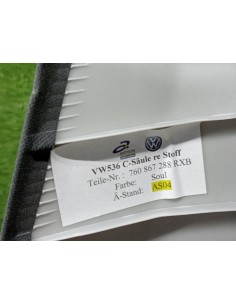 VW536 C-Säule re Stoff
Teile-Nr.: 760 867 288 RXB
Farbe: Soul
Ä-Stand: AS04